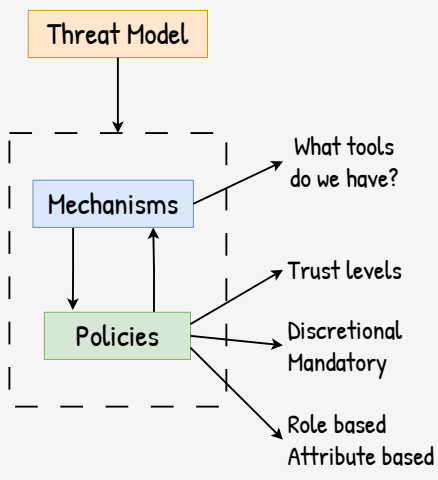 Threat Model
What tools
do we have?
Mechanisms
Trust levels
Policies
Discretional
Mandatory
Role based
Attribute based